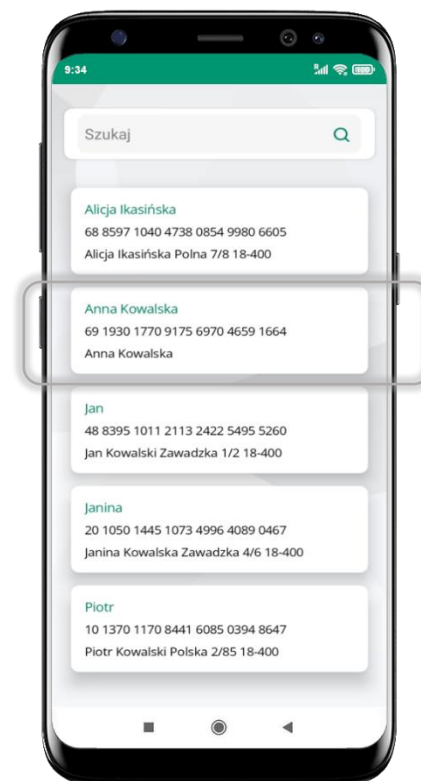 9:34
Szukaj
Alicja Ikasińska
68 8597 1040 4738 0854 9980 6605
Alicja Ikasińska Polna 7/8 18-400
Anna Kowalska
69 1930 1770 9175 6970 4659 1664
Anna Kowalska
Jan
48 8395 1011 2113 2422 5495 5260
Jan Kowalski Zawadzka 1/2 18-400
Janina
20 1050 1445 1073 4996 4089 0467
Janina Kowalska Zawadzka 4/6 18-400
Piotr
10 1370 1170 8441 6085 0394 8647
Piotr Kowalski Polska 2/85 18-400